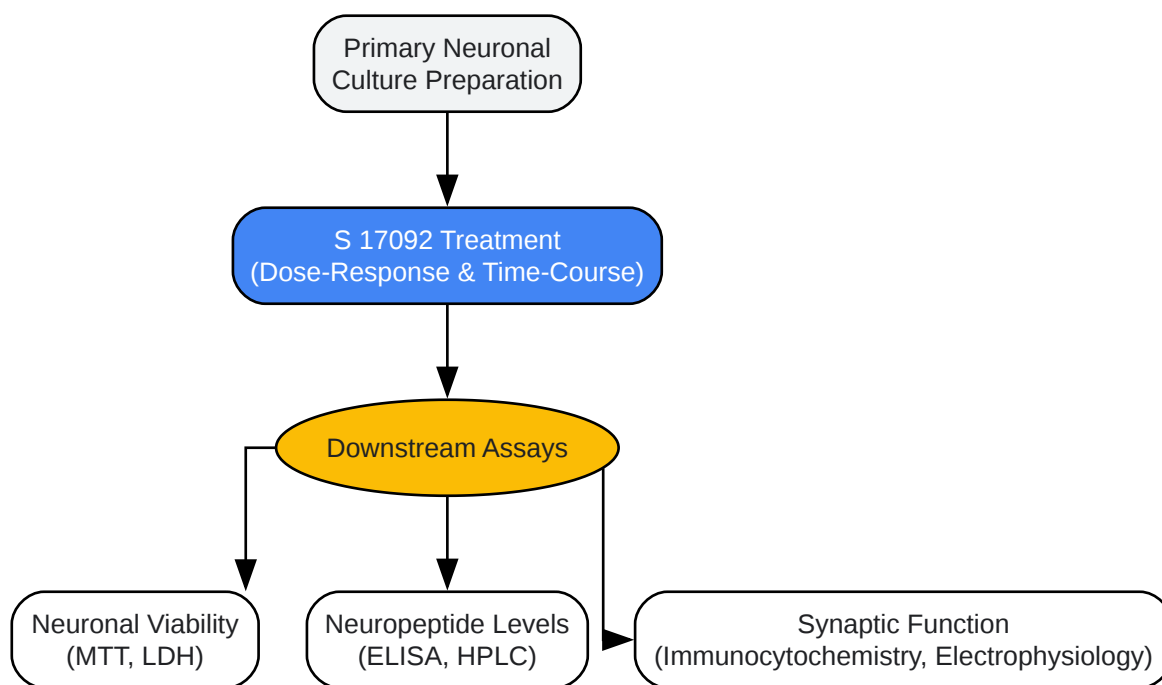 Primary Neuronal
Culture Preparation
S 17092 Treatment
(Dose-Response & Time-Course)
Downstream Assays
Neuronal Viability
(MTT, LDH)
Neuropeptide Levels
(ELISA, HPLC)
Synaptic Function
(Immunocytochemistry, Electrophysiology)